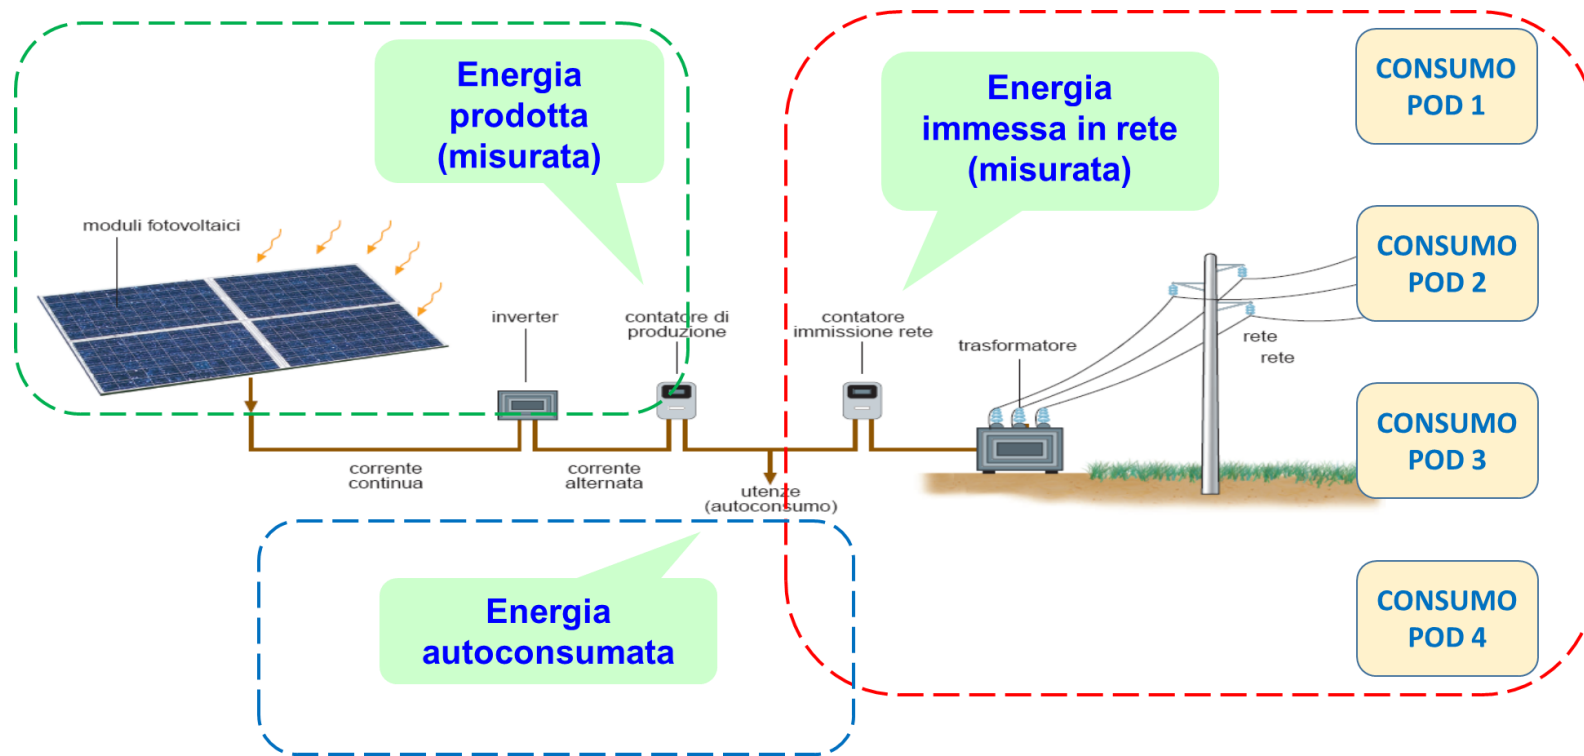 Energia
prodotta
(misurata)
Energia
immessa in rete
(misurata)
CONSUMO
POD 1
moduli fotovoltaici
CONSUMO
POD 2
inverter
contatore di
produzione
contatore
immissione rete
trasformatore
rete
rete
CONSUMO
POD 3
corrente
continua
corrente
alternata
utenze
(autoconsumo)
Energia
autoconsumata
CONSUMO
POD 4